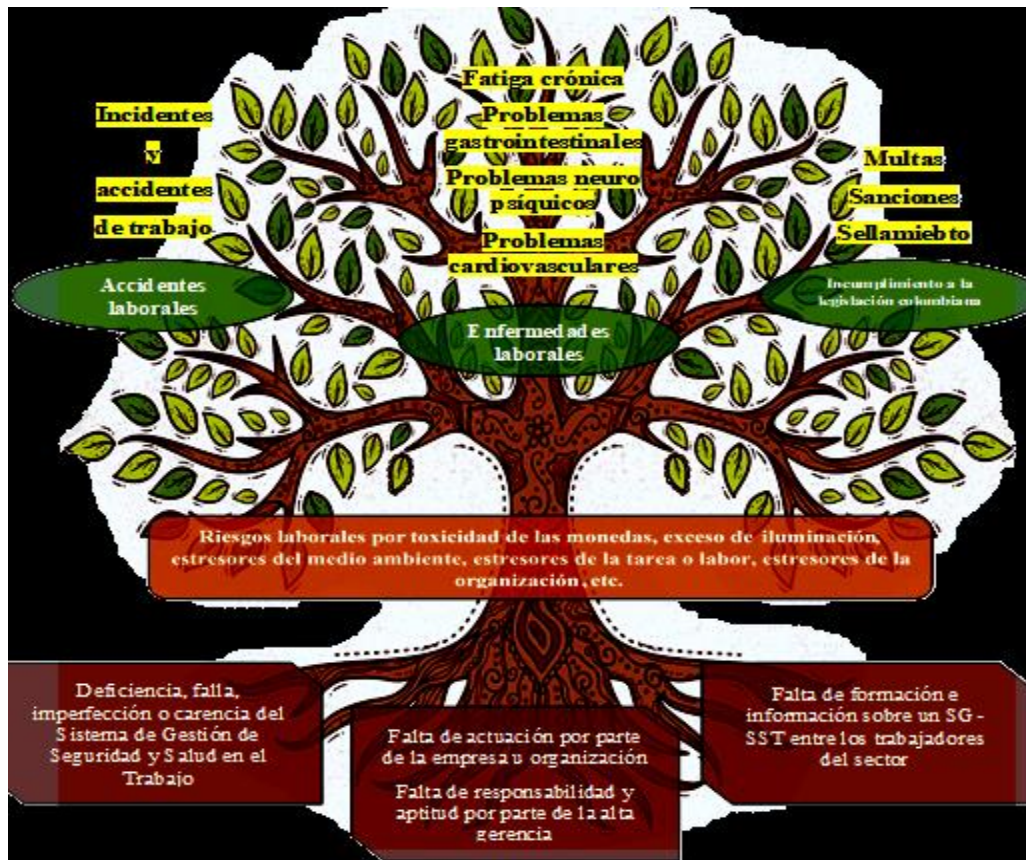 Incidentes
y
accidentes
de trabajo
Fatiga crónica
Problemas
gastrointestinales
Problemas neuro
psíquicos
Problemas
cardiovasculares
Multas
Sanciones
Sellamiebto
Accidentes
laborales
Enfermedades
laborales
Incumplimiento a la
legislación colombiana
Riesgos laborales por toxicidad de las monedas, exceso de iluminación,
estresores del medio ambiente, estresores de la tarea o labor, estresores de la
organización, etc.
Deficiencia, falla,
imperfección o carencia del
Sistema de Gestión de
Seguridad y Salud en el
Trabajo
Falta de actuación por parte
de la empresa u organización
Falta de responsabilidad y
aptitud por parte de la alta
gerencia
Falta de formación e
información sobre un SG -
SST entre los trabajadores
del sector